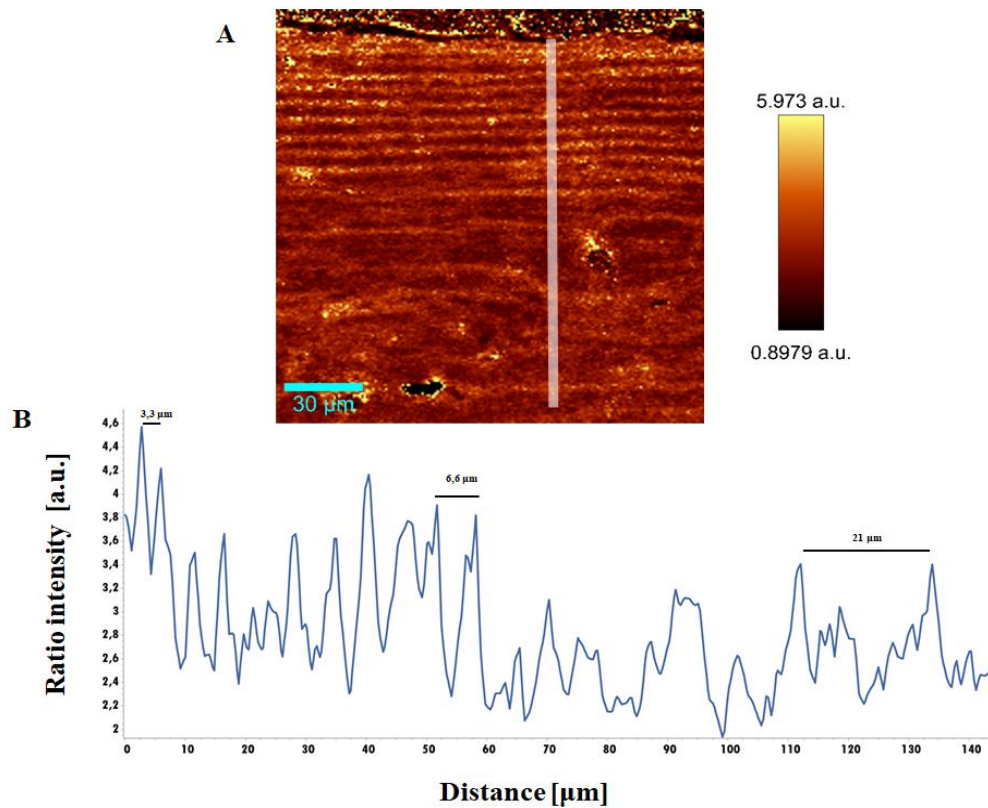 A
5.973 a.u.
0.8979 a.u.
30 µm
B
3,3 µm
6,6 µm
21 µm
Ratio intensity [a.u.]
4,6
4,4
4,2
4
3,8
3,6
3,4
3,2
3
2,8
2,6
2,4
2,2
2
0 10 20 30 40 50 60 70 80 90 100 110 120 130 140
Distance [µm]